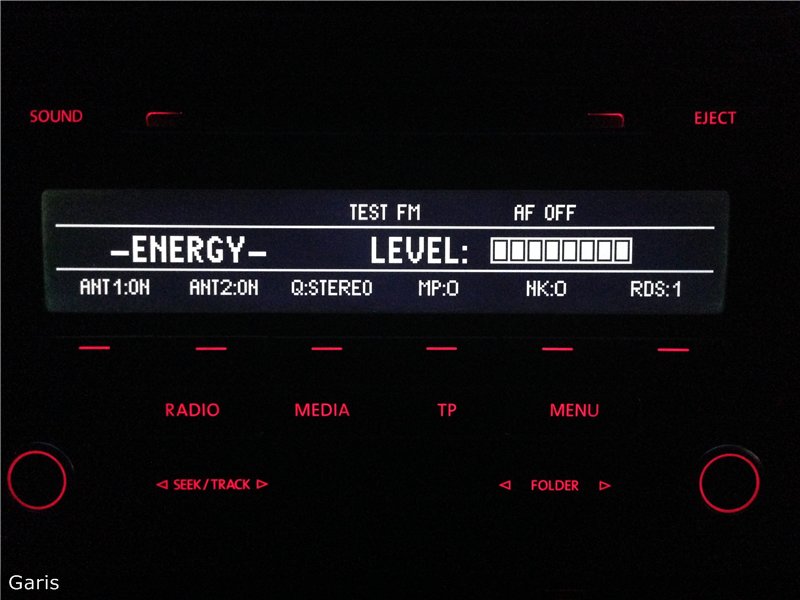 SOUND EJECT
TEST FM AF OFF
-ENERGY- LEVEL:
ANT1:ON ANT2:ON Q:STEREO MP:0 NK:0 RDS:1
RADIO MEDIA TP MENU
SEEK/TRACK FOLDER
Garis